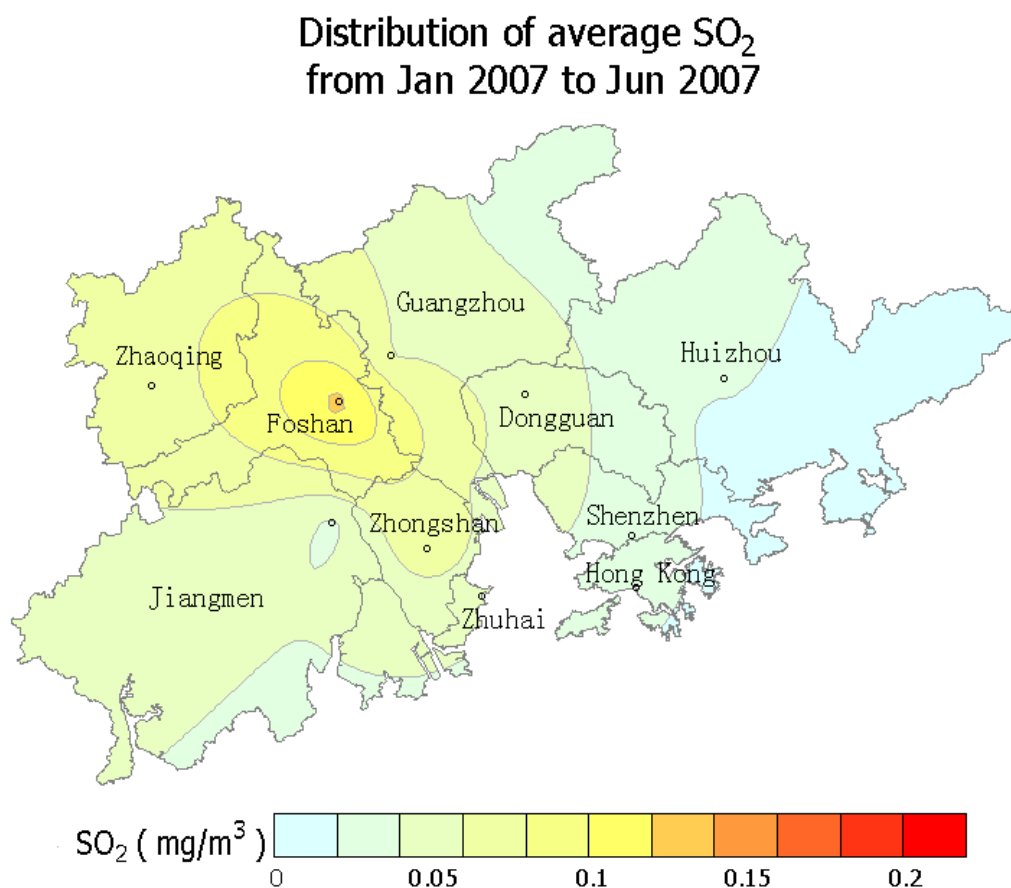 Distribution of average SO₂
from Jan 2007 to Jun 2007
Guangzhou
Zhaoqing
Huizhou
Foshan
Dongguan
Zhongshan
Shenzhen
Hong Kong
Jiangmen
Zhuhai
SO₂ ( mg/m³ )
0 0.05 0.1 0.15 0.2